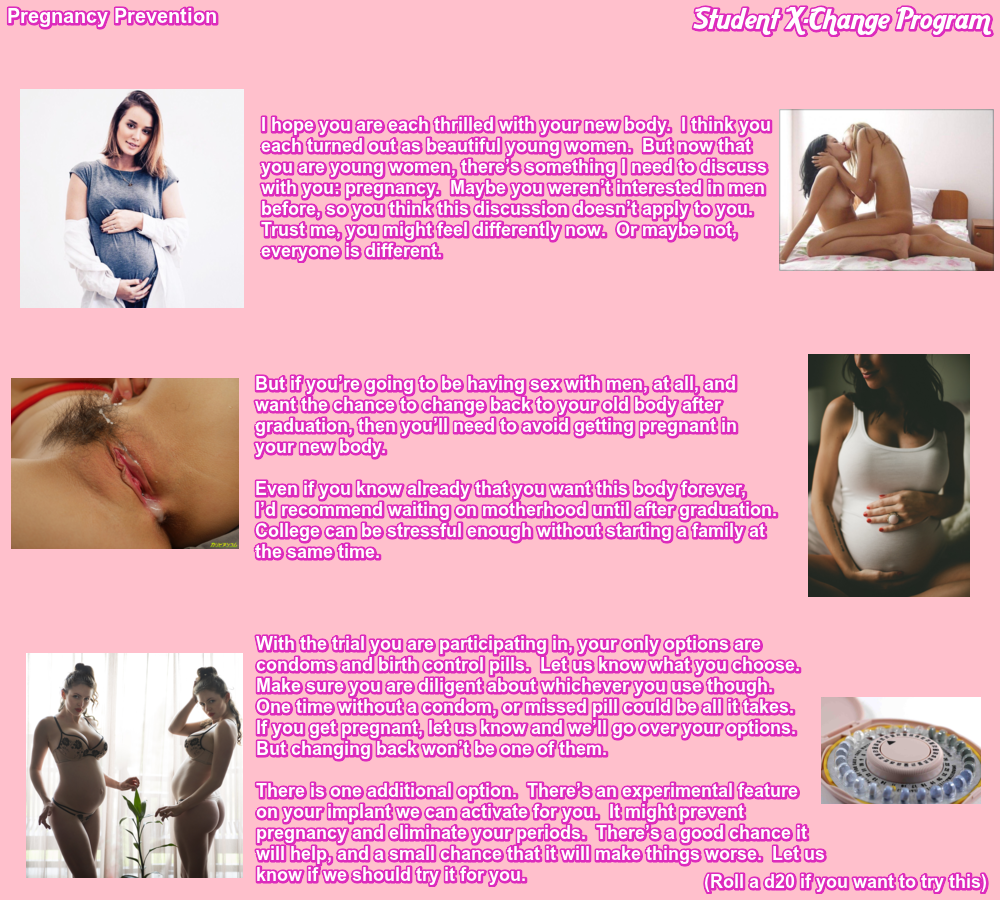 Pregnancy Prevention
Student X-Change Program
I hope you are each thrilled with your new body.  I think you
each turned out as beautiful young women.  But now that
you are young women, there's something I need to discuss
with you: pregnancy.  Maybe you weren't interested in men
before, so you think this discussion doesn't apply to you.
Trust me, you might feel differently now.  Or maybe not,
everyone is different.
But if you're going to be having sex with men, at all, and
want the chance to change back to your old body after
graduation, then you'll need to avoid getting pregnant in
your new body.
Even if you know already that you want this body forever,
I'd recommend waiting on motherhood until after graduation.
College can be stressful enough without starting a family at
the same time.
With the trial you are participating in, your only options are
condoms and birth control pills.  Let us know what you choose.
Make sure you are diligent about whichever you use though.
One time without a condom, or missed pill could be all it takes.
If you get pregnant, let us know and we'll go over your options.
But changing back won't be one of them.
There is one additional option.  There's an experimental feature
on your implant we can activate for you.  It might prevent
pregnancy and eliminate your periods.  There's a good chance it
will help, and a small chance that it will make things worse.  Let us
know if we should try it for you.
(Roll a d20 if you want to try this)